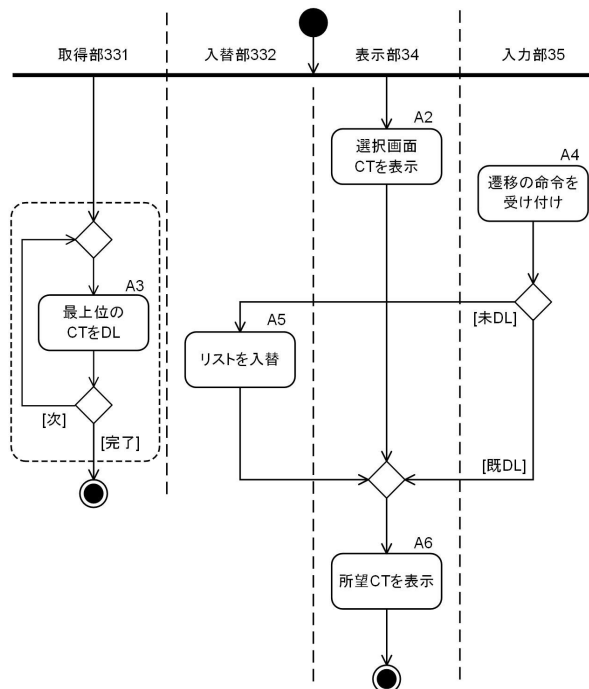 取得部331
入替部332
表示部34
入力部35
A2
選択画面
CTを表示
A4
遷移の命令を
受け付け
A3
最上位の
CTをDL
[未DL]
A5
リストを入替
[次]
[完了]
[既DL]
A6
所望CTを表示